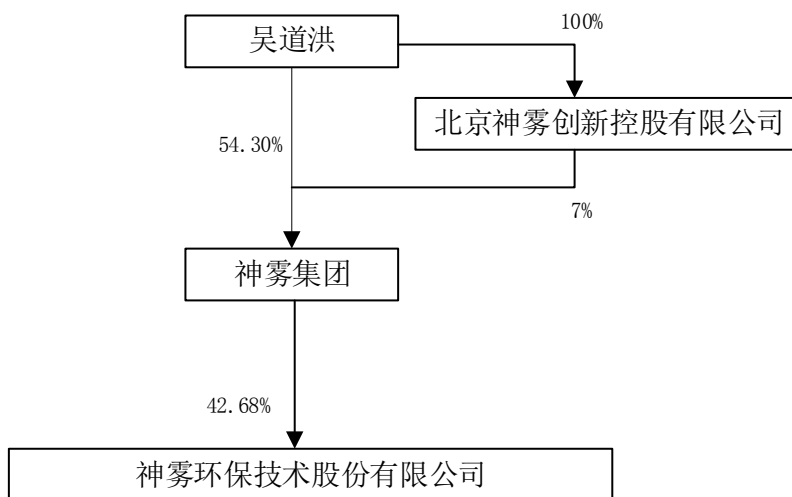 100%
吴道洪
北京神雾创新控股有限公司
54.30%
7%
神雾集团
42.68%
神雾环保技术股份有限公司